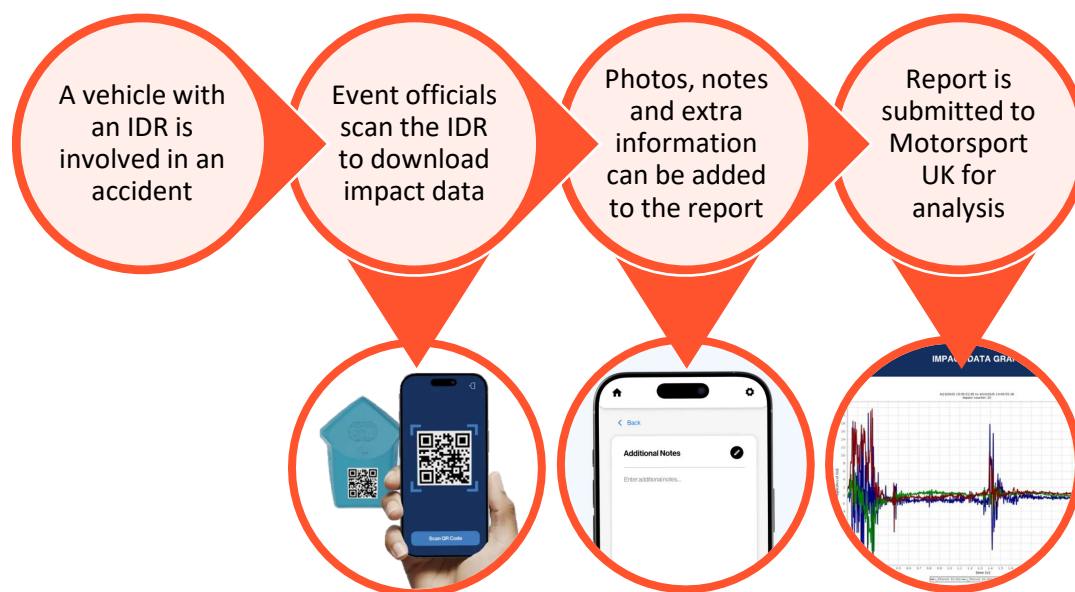 A vehicle with
an IDR is
involved in an
accident
Event officials
scan the IDR
to download
impact data
Photos, notes
and extra
information
can be added
to the report
Report is
submitted to
Motorsport
UK for
analysis
Scan QR Code
Back
Additional Notes
Enter additional notes...
IMPACT DATA GRA